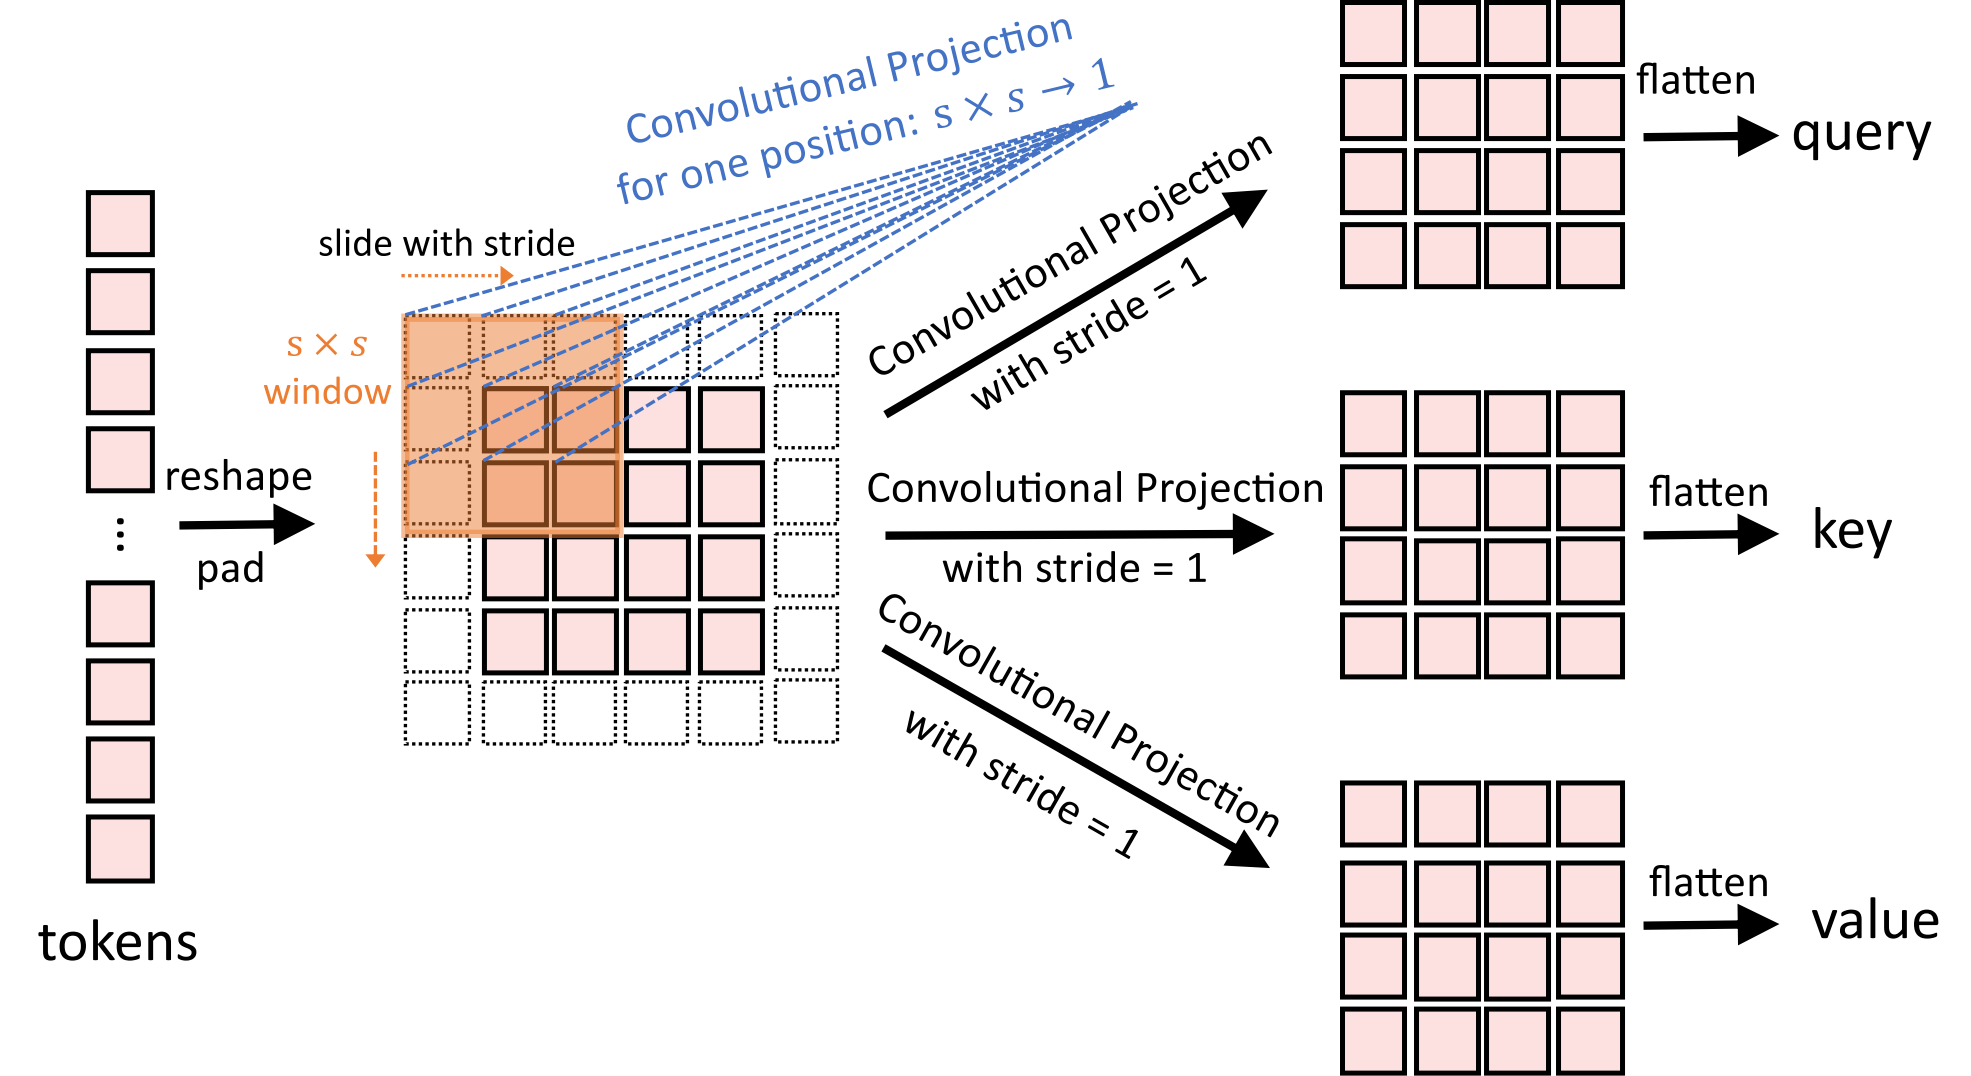 tokens
reshape
pad
s × s
window
slide with stride
Convolutional Projection
for one position: s × s → 1
Convolutional Projection
with stride = 1
Convolutional Projection
with stride = 1
Convolutional Projection
with stride = 1
flatten
query
flatten
key
flatten
value